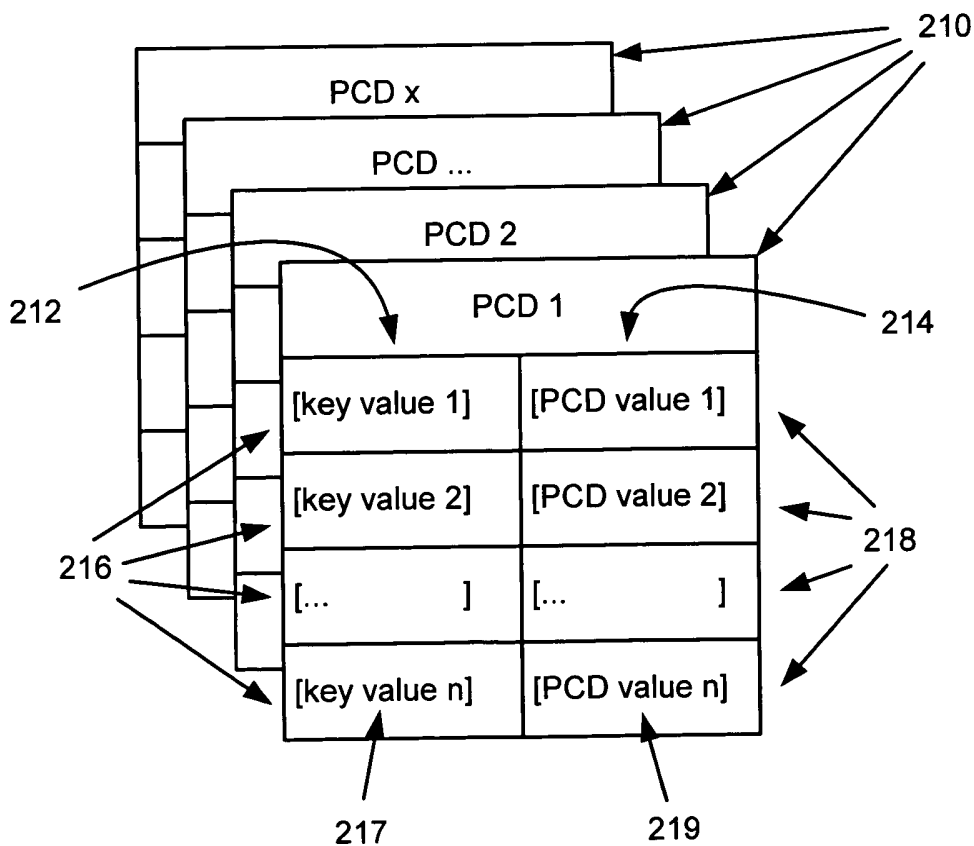 210
PCD x
PCD ...
PCD 2
212
PCD 1
214
[key value 1] [PCD value 1]
[key value 2] [PCD value 2]
216
218
[... ] [... ]
[key value n] [PCD value n]
217
219